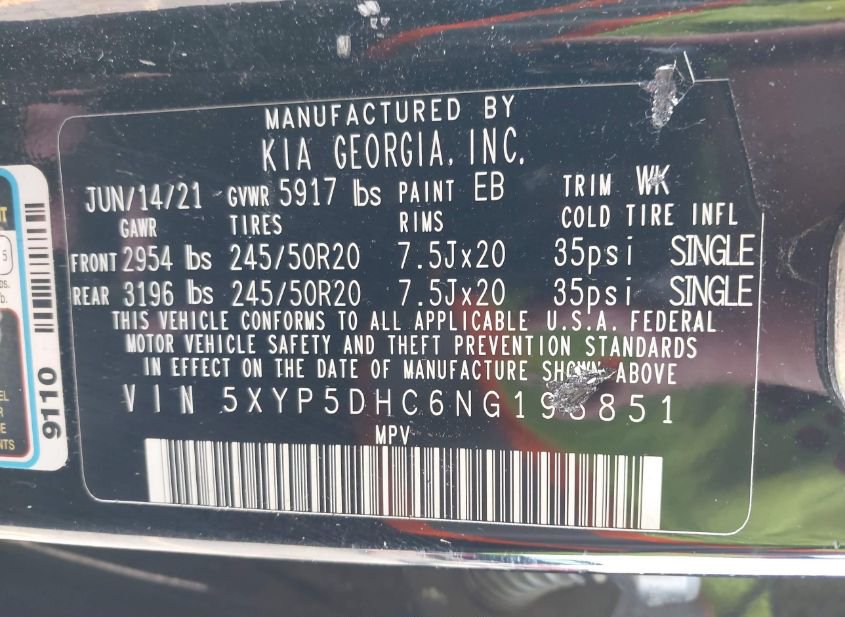 MANUFACTURED BY
KIA GEORGIA, INC.
JUN/14/21 GVWR 5917 lbs PAINT EB TRIM WK
GAWR TIRES RIMS COLD TIRE INFL
FRONT 2954 lbs 245/50R20 7.5Jx20 35psi SINGLE
REAR 3196 lbs 245/50R20 7.5Jx20 35psi SINGLE
THIS VEHICLE CONFORMS TO ALL APPLICABLE U.S.A. FEDERAL
MOTOR VEHICLE SAFETY AND THEFT PREVENTION STANDARDS
IN EFFECT ON THE DATE OF MANUFACTURE SHOWN ABOVE
VIN 5XYP5DHC6NG198851
MPV
9110